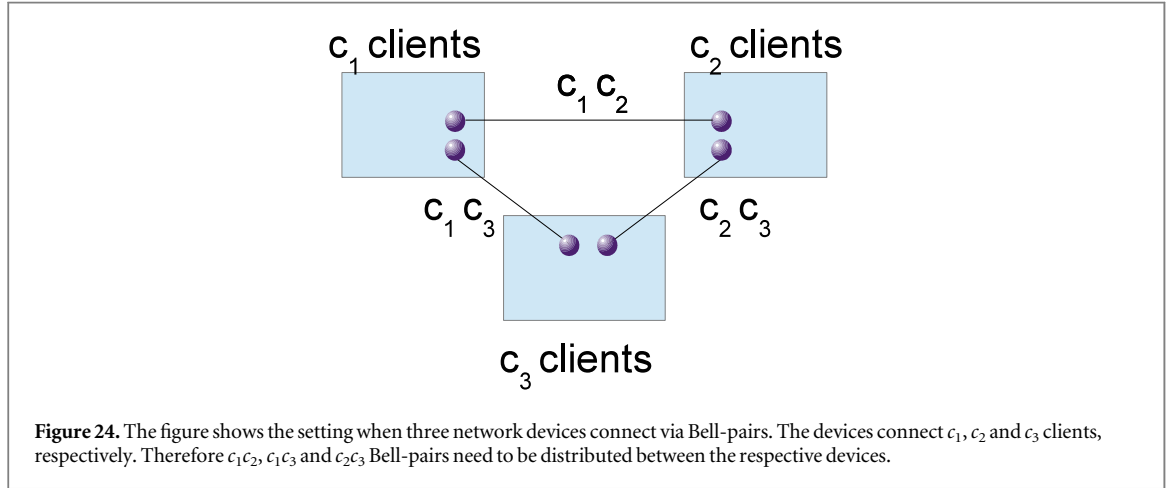 c1 clients
c2 clients
c1 c2
c1 c3
c2 c3
c3 clients
Figure 24. The figure shows the setting when three network devices connect via Bell-pairs. The devices connect c1, c2 and c3 clients,
respectively. Therefore c1c2, c1c3 and c2c3 Bell-pairs need to be distributed between the respective devices.